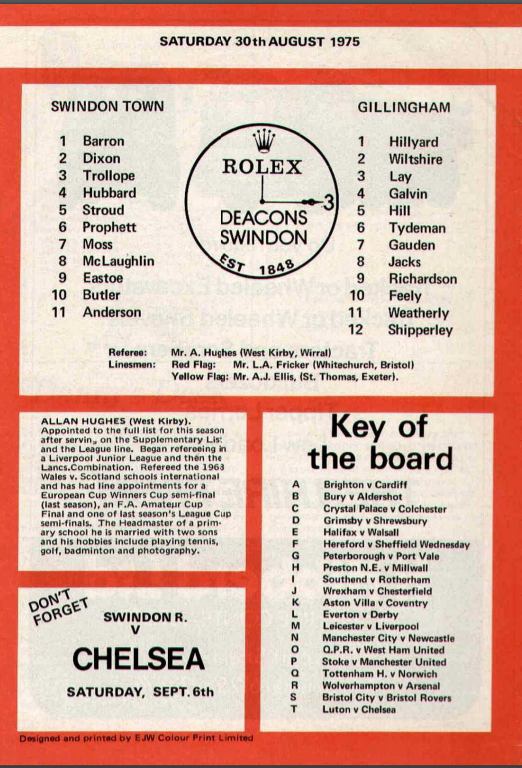 SATURDAY 30th AUGUST 1975
SWINDON TOWN
1 Barron
2 Dixon
3 Trollope
4 Hubbard
5 Stroud
6 Prophett
7 Moss
8 McLaughlin
9 Eastoe
10 Butler
11 Anderson
ROLEX
3
DEACONS
SWINDON
EST 1848
GILLINGHAM
1 Hillyard
2 Wiltshire
3 Lay
4 Galvin
5 Hill
6 Tydeman
7 Gauden
8 Jacks
9 Richardson
10 Feely
11 Weatherly
12 Shipperley
Referee: Mr. A. Hughes (West Kirby, Wirral)
Linesmen: Red Flag: Mr. L.A. Fricker (Whitechurch, Bristol)
Yellow Flag: Mr. A.J. Ellis, (St. Thomas, Exeter).
ALLAN HUGHES (West Kirby).
Appointed to the full list for this season
after serving on the Supplementary List
and the League line. Began refereeing in
a Liverpool Junior League and then the
Lancs.Combination. Refereed the 1963
Wales v. Scotland schools international
and has had line appointments for a
European Cup Winners Cup semi-final
(last season), an F.A. Amateur Cup
Final and one of last season's League Cup
semi-finals. The Headmaster of a prim-
ary school he is married with two sons
and his hobbies include playing tennis,
golf, badminton and photography.
DON'T
FORGET
SWINDON R.
V
CHELSEA
SATURDAY, SEPT. 6th
Key of
the board
A Brighton v Cardiff
B Bury v Aldershot
C Crystal Palace v Colchester
D Grimsby v Shrewsbury
E Halifax v Walsall
F Hereford v Sheffield Wednesday
G Peterborough v Port Vale
H Preston N.E. v Millwall
I Southend v Rotherham
J Wrexham v Chesterfield
K Aston Villa v Coventry
L Everton v Derby
M Leicester v Liverpool
N Manchester City v Newcastle
O Q.P.R. v West Ham United
P Stoke v Manchester United
Q Tottenham H. v Norwich
R Wolverhampton v Arsenal
S Bristol City v Bristol Rovers
T Luton v Chelsea
Designed and printed by EJW Colour Print Limited